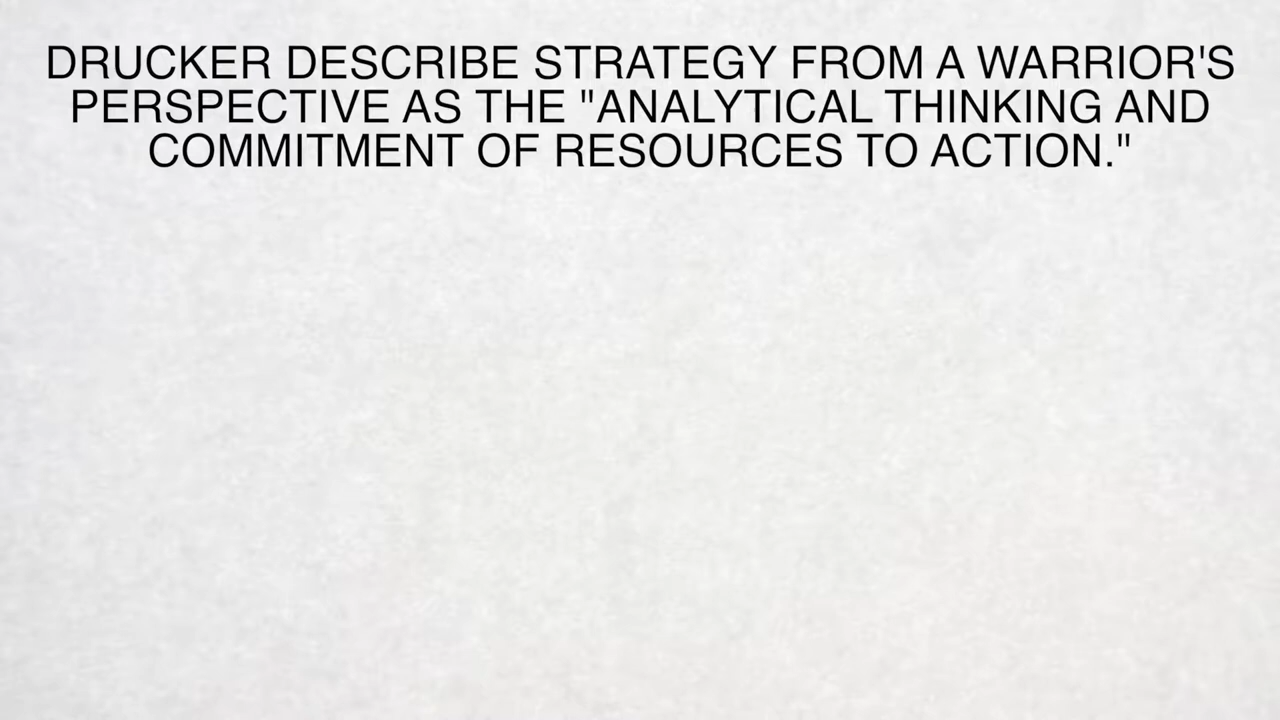 DRUCKER DESCRIBE STRATEGY FROM A WARRIOR'S
PERSPECTIVE AS THE "ANALYTICAL THINKING AND
COMMITMENT OF RESOURCES TO ACTION."